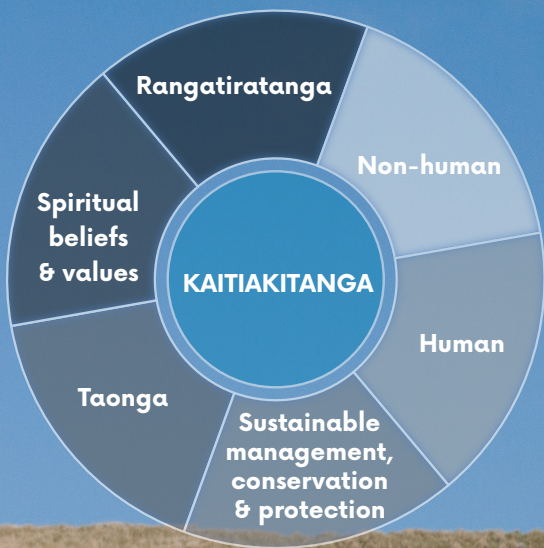 Rangatiratanga
Non-human
Spiritual
beliefs
& values
KAITIAKITANGA
Human
Taonga
Sustainable
management,
conservation
& protection